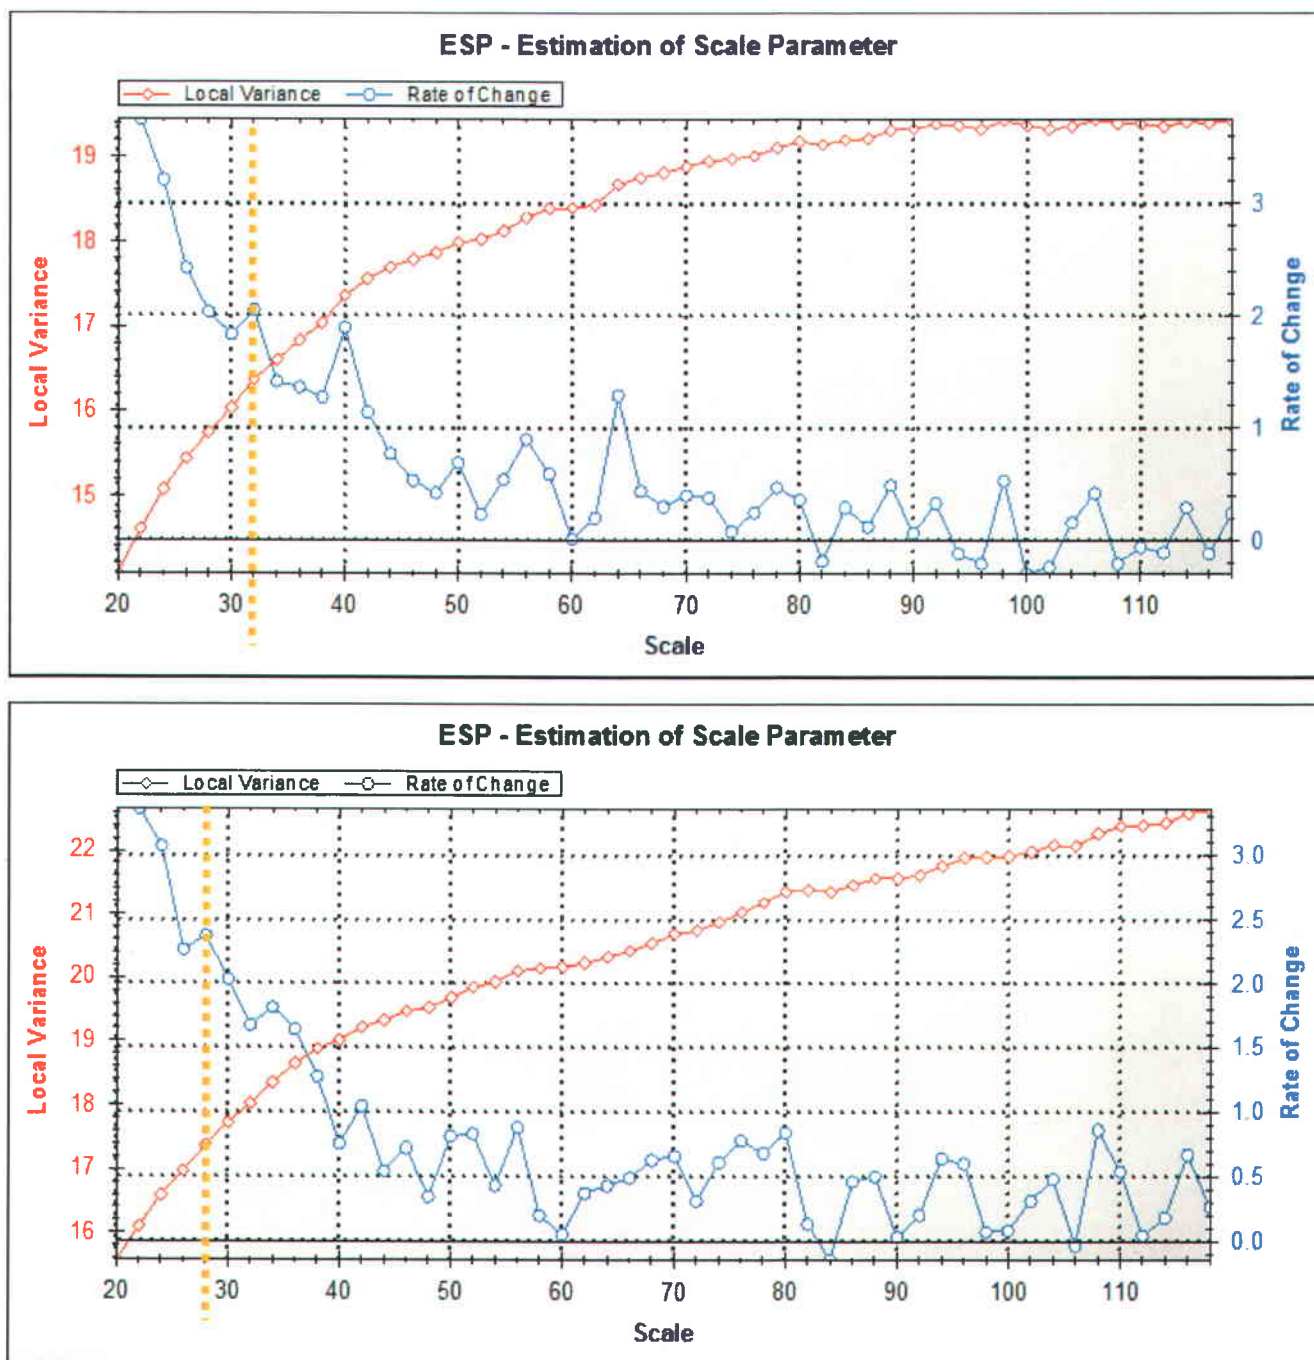 ESP - Estimation of Scale Parameter
Local Variance Rate of Change
19
18
17
16
15
Local Variance
3
2
1
0
Rate of Change
20 30 40 50 60 70 80 90 100 110
Scale
ESP - Estimation of Scale Parameter
Local Variance Rate of Change
22
21
20
19
18
17
16
Local Variance
3.0
2.5
2.0
1.5
1.0
0.5
0.0
Rate of Change
20 30 40 50 60 70 80 90 100 110
Scale